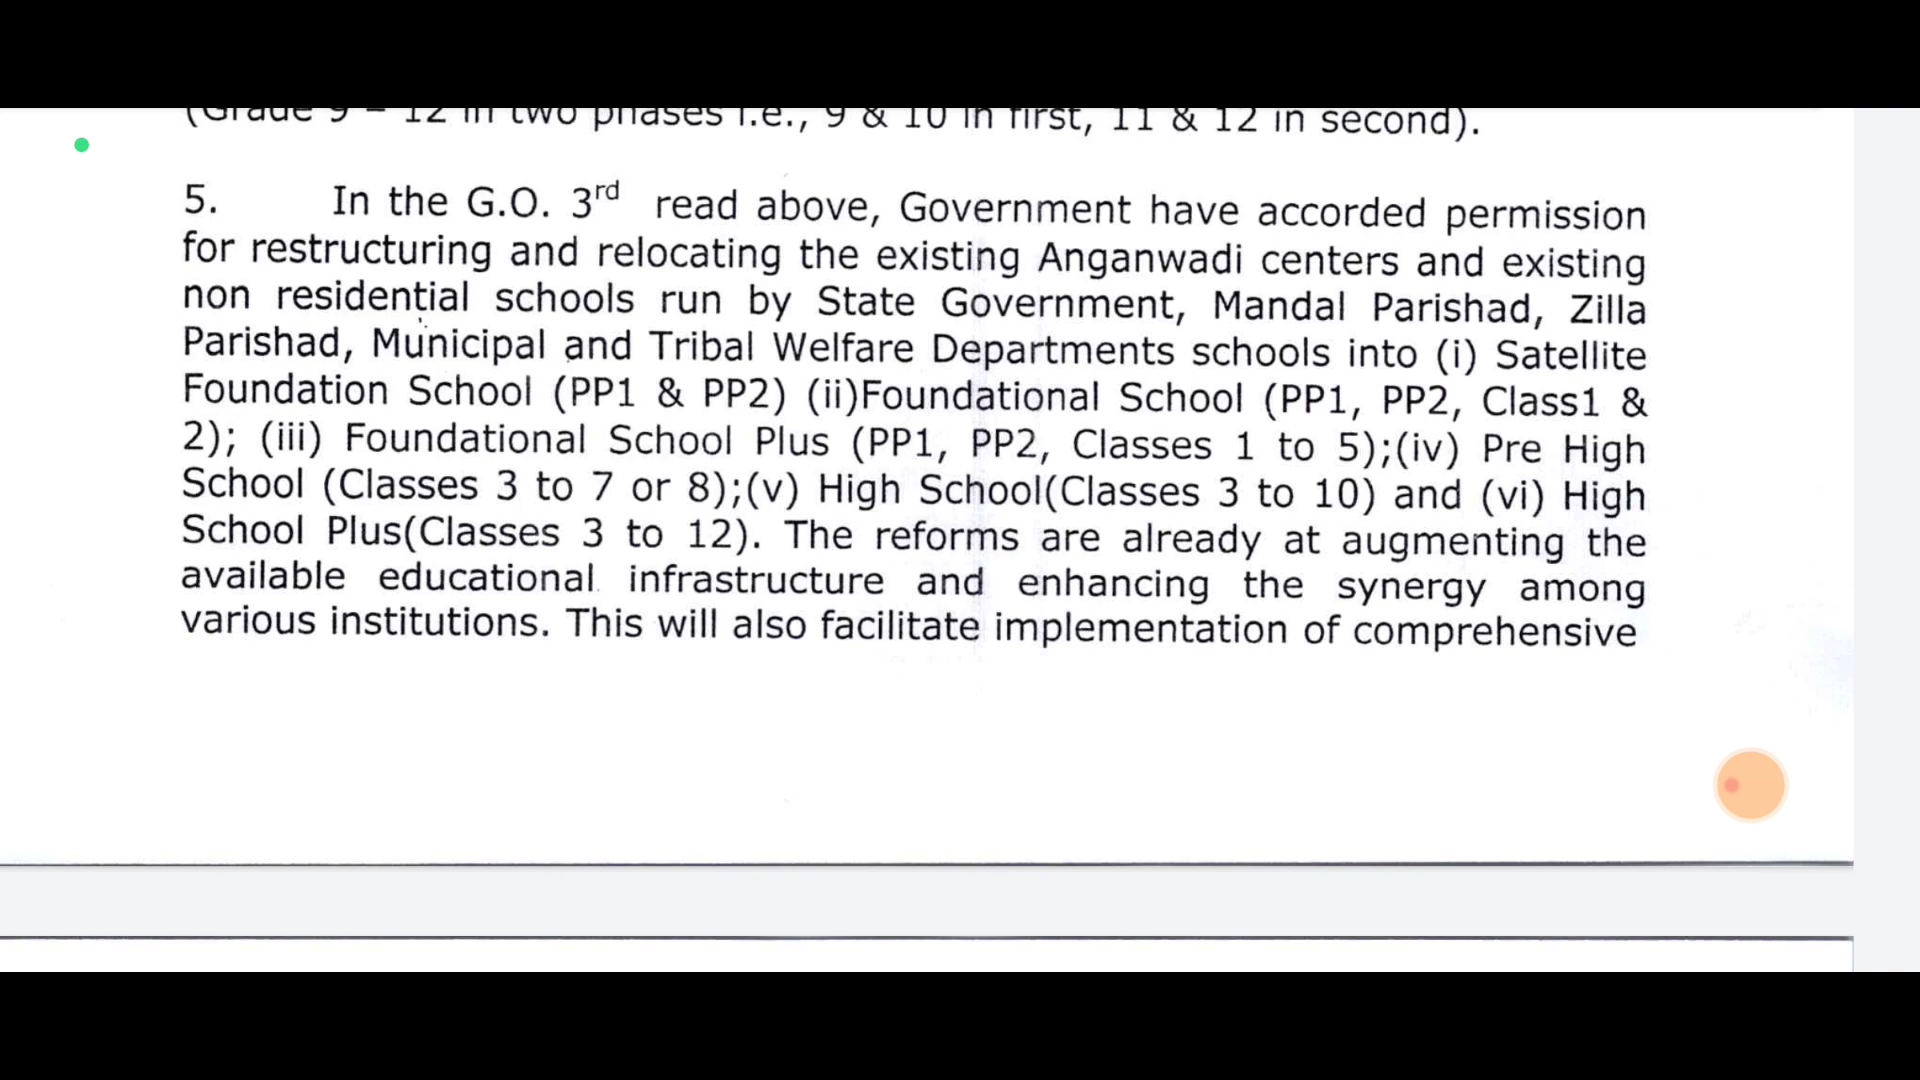 (Grade 9 – 12 in two phases i.e., 9 & 10 in first, 11 & 12 in second).
5. In the G.O. 3rd read above, Government have accorded permission
for restructuring and relocating the existing Anganwadi centers and existing
non residential schools run by State Government, Mandal Parishad, Zilla
Parishad, Municipal and Tribal Welfare Departments schools into (i) Satellite
Foundation School (PP1 & PP2) (ii)Foundational School (PP1, PP2, Class1 &
2); (iii) Foundational School Plus (PP1, PP2, Classes 1 to 5);(iv) Pre High
School (Classes 3 to 7 or 8);(v) High School(Classes 3 to 10) and (vi) High
School Plus(Classes 3 to 12). The reforms are already at augmenting the
available educational infrastructure and enhancing the synergy among
various institutions. This will also facilitate implementation of comprehensive